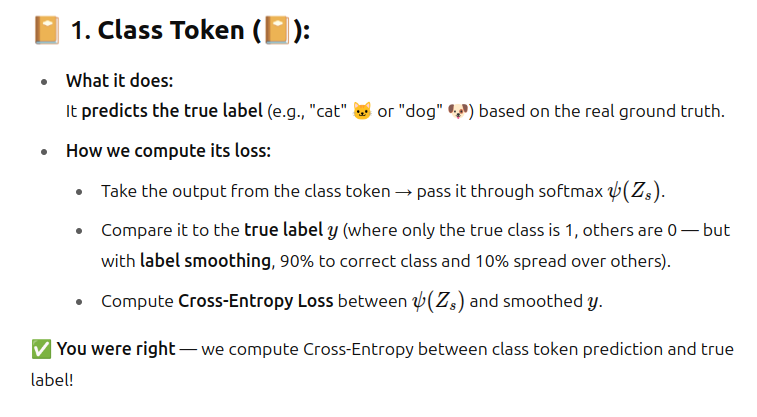 📔 1. Class Token (📔):
• What it does:
It predicts the true label (e.g., "cat" 🐱 or "dog" 🐶) based on the real ground truth.
• How we compute its loss:
• Take the output from the class token → pass it through softmax ψ(Zₛ).
• Compare it to the true label y (where only the true class is 1, others are 0 — but
with label smoothing, 90% to correct class and 10% spread over others).
• Compute Cross-Entropy Loss between ψ(Zₛ) and smoothed y.
✅ You were right — we compute Cross-Entropy between class token prediction and true
label!